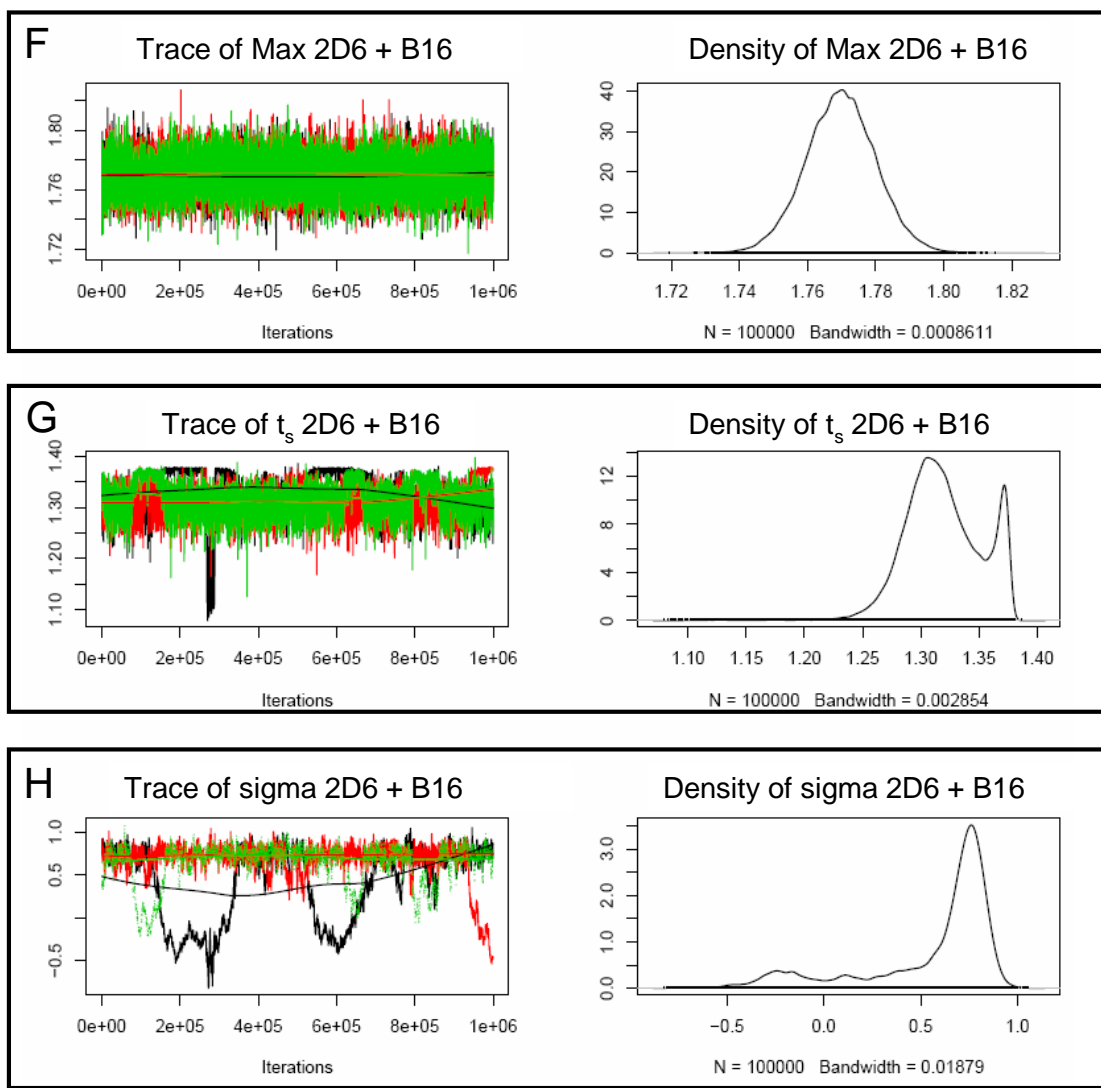 F
Trace of Max 2D6 + B16
Density of Max 2D6 + B16
1.80
1.76
1.72
0e+00 2e+05 4e+05 6e+05 8e+05 1e+06
Iterations
40
30
20
10
0
1.72 1.74 1.76 1.78 1.80 1.82
N = 100000 Bandwidth = 0.0008611
G
Trace of ts 2D6 + B16
Density of ts 2D6 + B16
1.40
1.30
1.20
1.10
0e+00 2e+05 4e+05 6e+05 8e+05 1e+06
Iterations
12
8
4
0
1.10 1.15 1.20 1.25 1.30 1.35 1.40
N = 100000 Bandwidth = 0.002854
H
Trace of sigma 2D6 + B16
Density of sigma 2D6 + B16
1.0
0.5
−0.5
0e+00 2e+05 4e+05 6e+05 8e+05 1e+06
Iterations
3.0
2.0
1.0
0.0
−0.5 0.0 0.5 1.0
N = 100000 Bandwidth = 0.01879